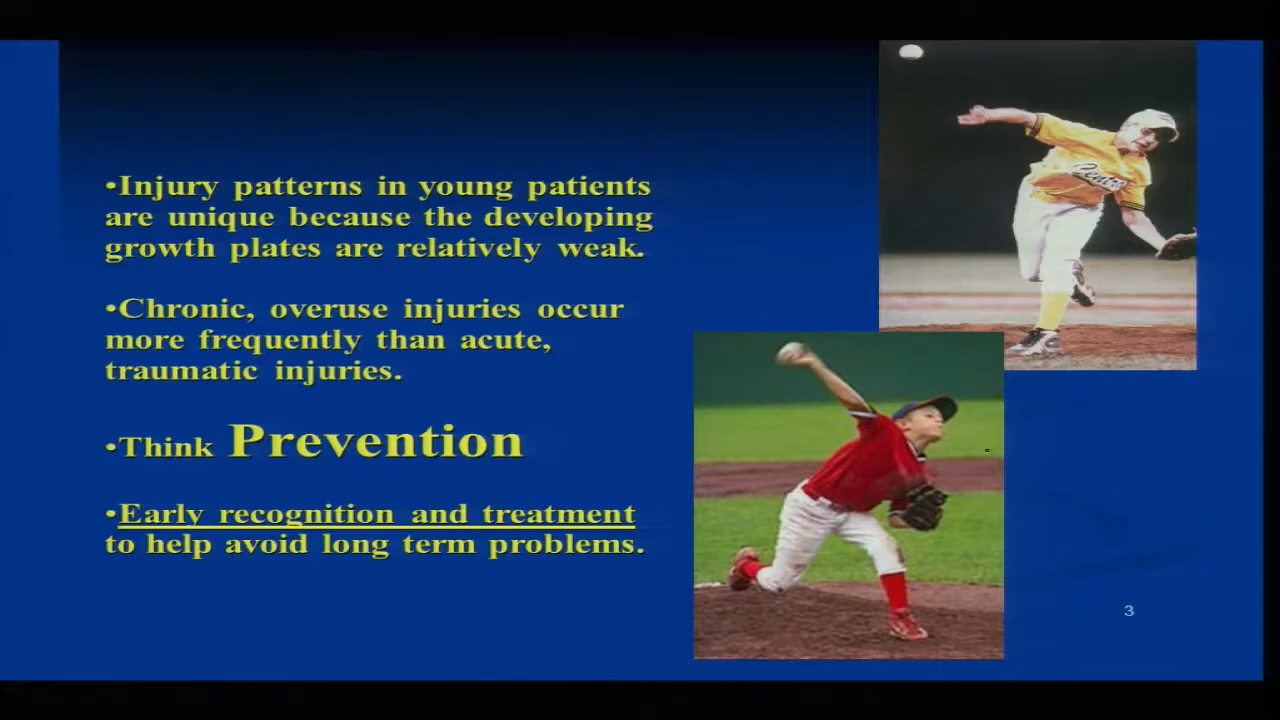 •Injury patterns in young patients
are unique because the developing
growth plates are relatively weak.
•Chronic, overuse injuries occur
more frequently than acute,
traumatic injuries.
•Think Prevention
•Early recognition and treatment
to help avoid long term problems.
3